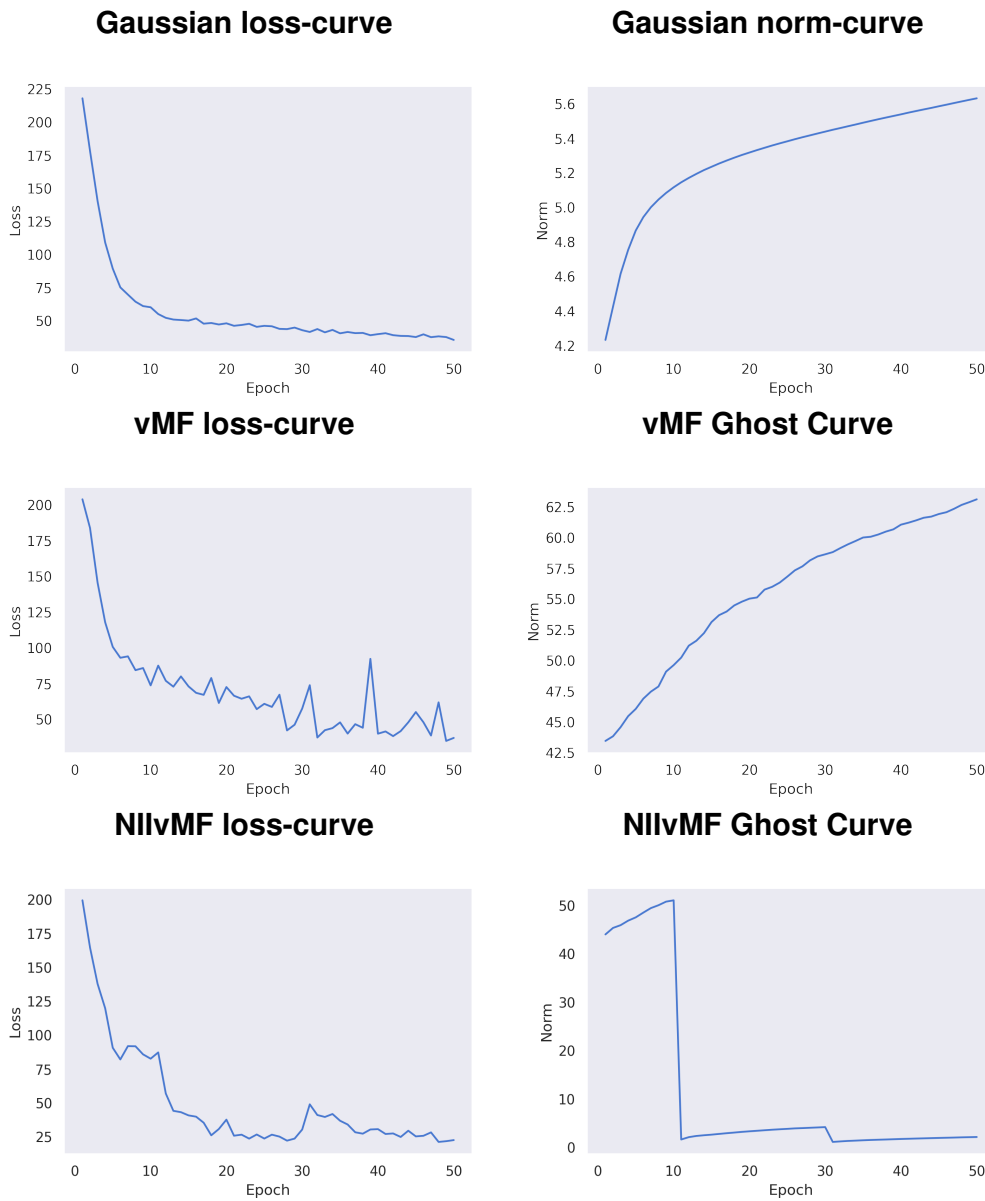 Gaussian loss-curve
Gaussian norm-curve
225
200
175
150
125
100
75
50
Loss
0 10 20 30 40 50
Epoch
5.6
5.4
5.2
5.0
4.8
4.6
4.4
4.2
Norm
0 10 20 30 40 50
Epoch
vMF loss-curve
vMF Ghost Curve
200
175
150
125
100
75
50
Loss
0 10 20 30 40 50
Epoch
62.5
60.0
57.5
55.0
52.5
50.0
47.5
45.0
42.5
Norm
0 10 20 30 40 50
Epoch
NllvMF loss-curve
NllvMF Ghost Curve
200
175
150
125
100
75
50
25
Loss
0 10 20 30 40 50
Epoch
50
40
30
20
10
0
Norm
0 10 20 30 40 50
Epoch